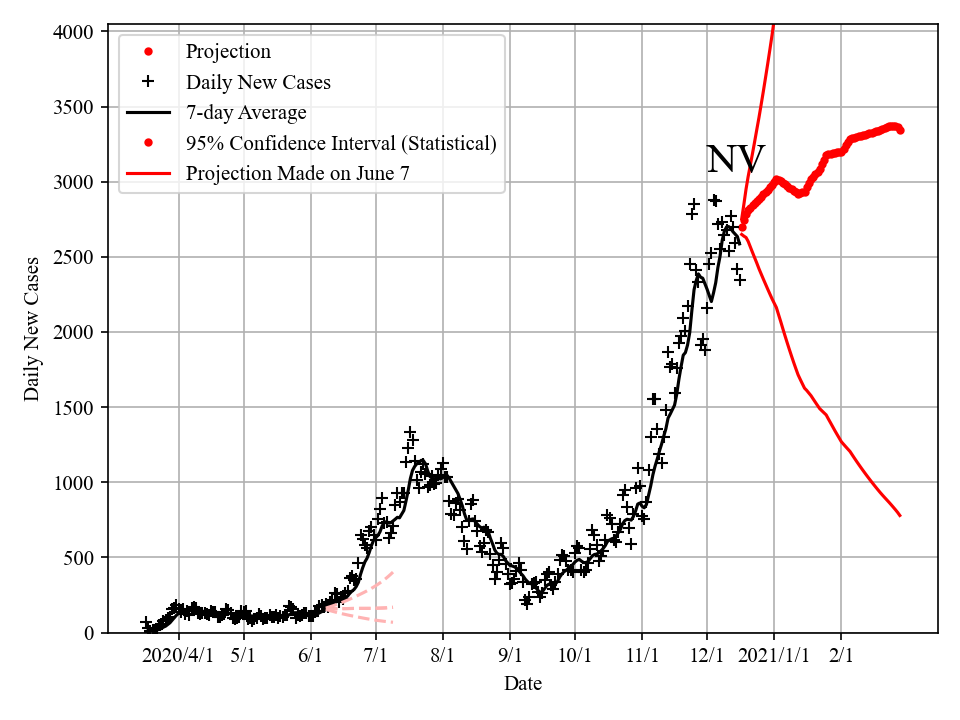 4000
3500
3000
2500
2000
1500
1000
500
0
Daily New Cases
Projection
Daily New Cases
7-day Average
95% Confidence Interval (Statistical)
Projection Made on June 7
NV
2020/4/1 5/1 6/1 7/1 8/1 9/1 10/1 11/1 12/1 2021/1/1 2/1
Date